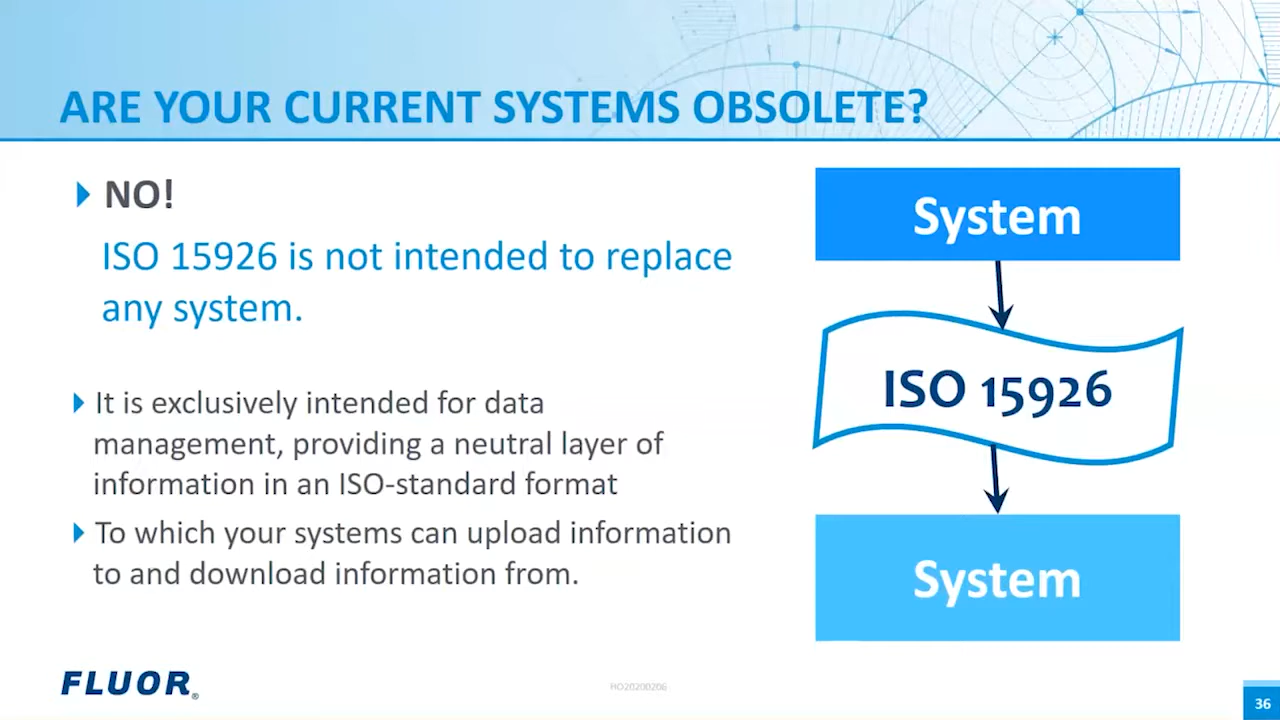 ARE YOUR CURRENT SYSTEMS OBSOLETE?
NO!
ISO 15926 is not intended to replace
any system.
It is exclusively intended for data
management, providing a neutral layer of
information in an ISO-standard format
To which your systems can upload information
to and download information from.
System
ISO 15926
System
FLUOR®
HO20200206
36